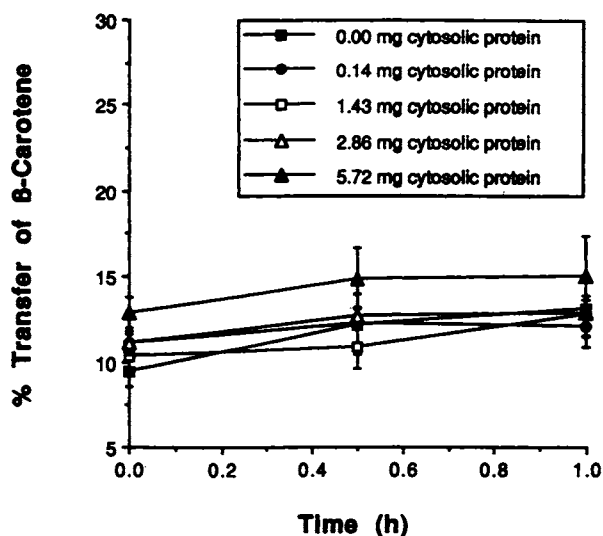 30
25
20
15
10
5
% Transfer of ß-Carotene
0.00 mg cytosolic protein
0.14 mg cytosolic protein
1.43 mg cytosolic protein
2.86 mg cytosolic protein
5.72 mg cytosolic protein
0.0 0.2 0.4 0.6 0.8 1.0
Time (h)